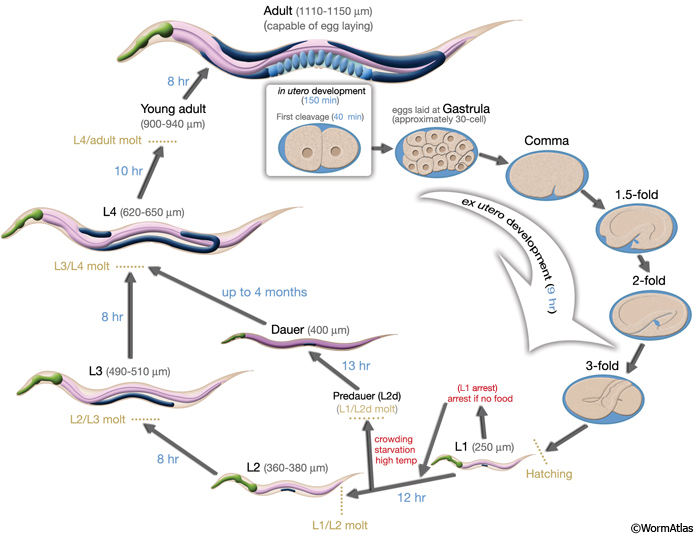 Adult (1110-1150 μm)
(capable of egg laying)
8 hr
in utero development
(150 min)
First cleavage (40 min)
eggs laid at Gastrula
(approximately 30-cell)
Comma
1.5-fold
2-fold
3-fold
ex utero development (9 hr)
Hatching
L1 (250 μm)
(L1 arrest)
arrest if no food
12 hr
crowding
starvation
high temp
L1/L2 molt
L2 (360-380 μm)
Predauer (L2d)
(L1/L2d molt)
13 hr
Dauer (400 μm)
up to 4 months
8 hr
L2/L3 molt
L3 (490-510 μm)
8 hr
L3/L4 molt
L4 (620-650 μm)
10 hr
L4/adult molt
Young adult
(900-940 μm)
©WormAtlas